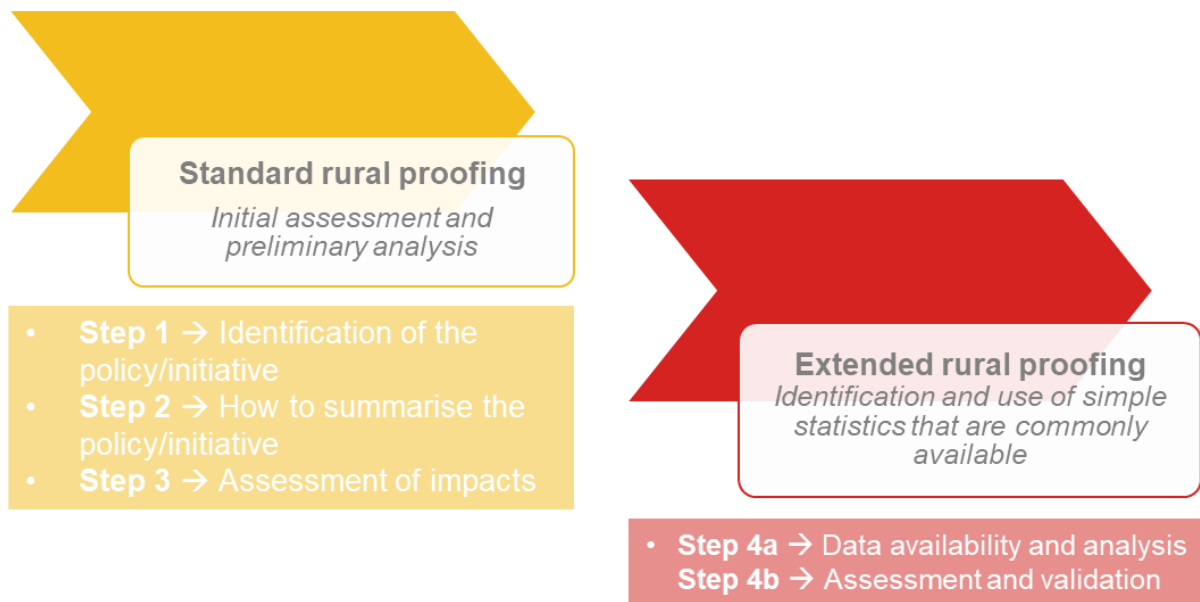 Standard rural proofing
Initial assessment and
preliminary analysis
• Step 1 → Identification of the
policy/initiative
• Step 2 → How to summarise the
policy/initiative
• Step 3 → Assessment of impacts
Extended rural proofing
Identification and use of simple
statistics that are commonly
available
• Step 4a → Data availability and analysis
Step 4b → Assessment and validation